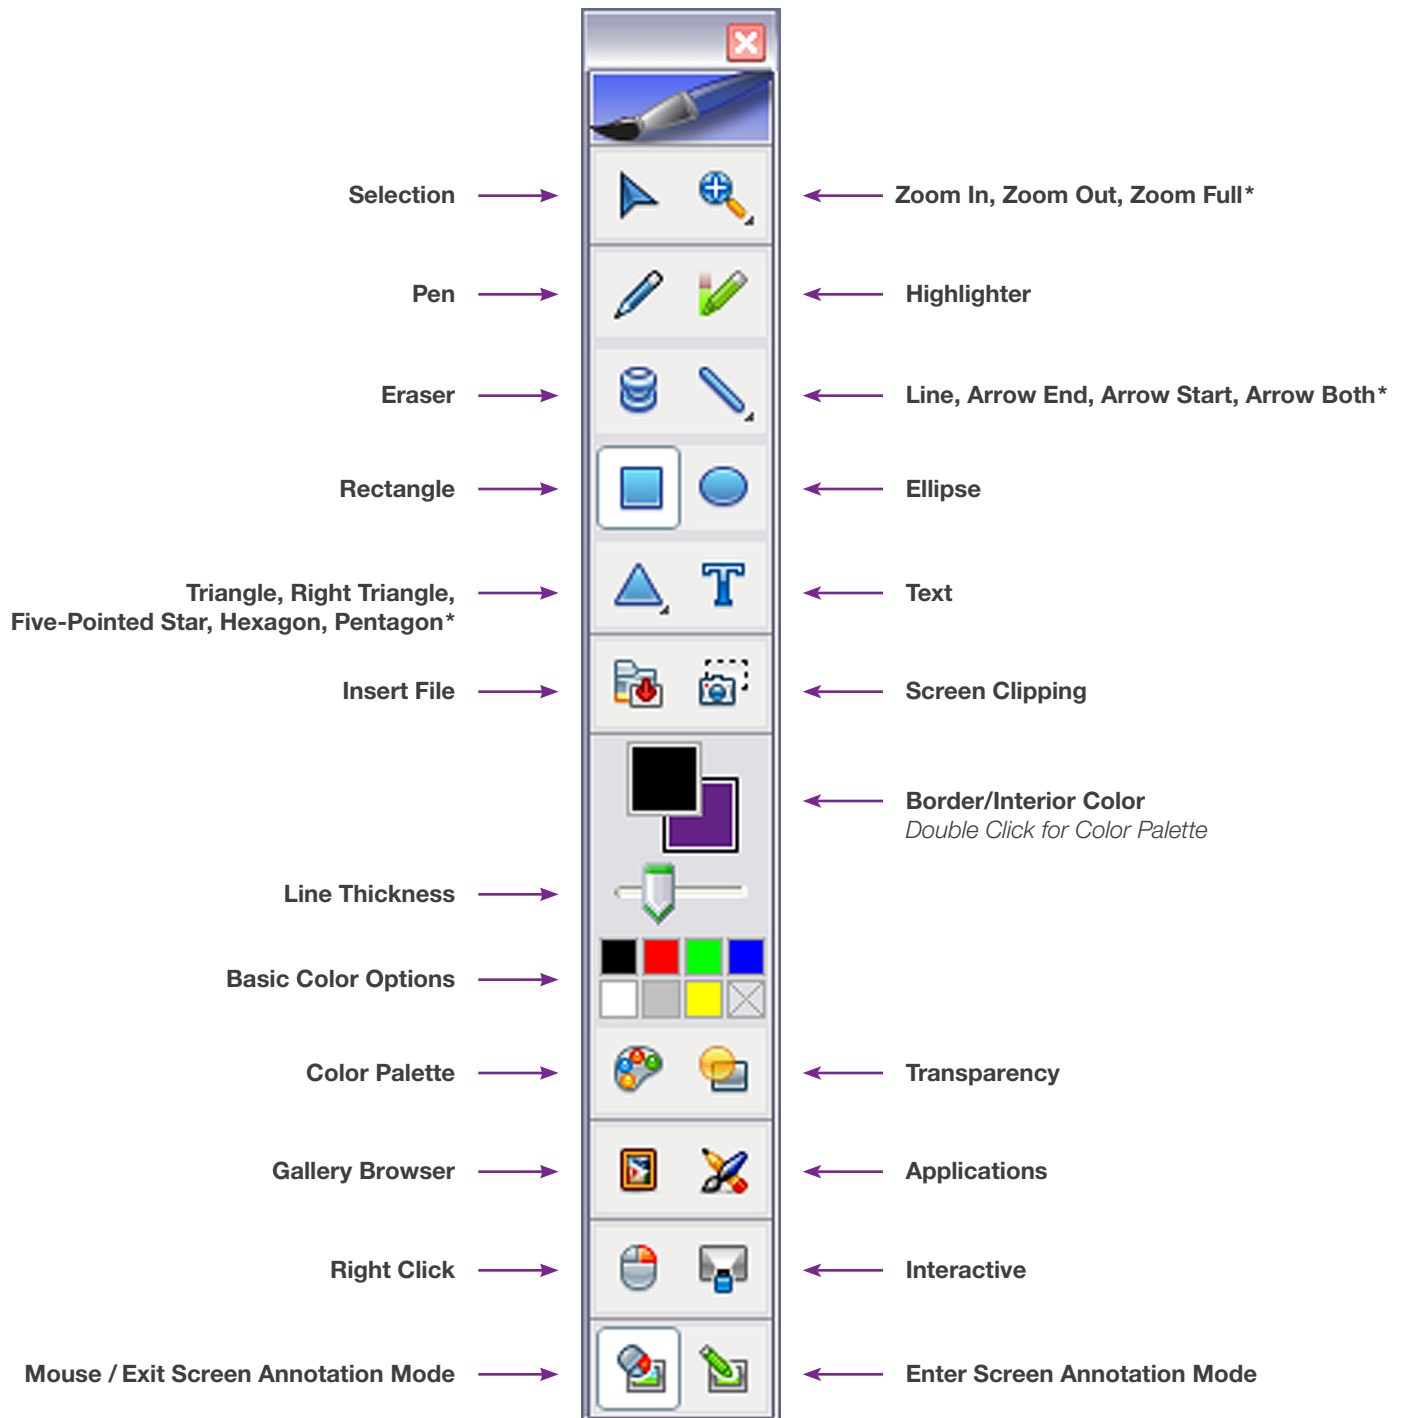 Selection
Zoom In, Zoom Out, Zoom Full*
Pen
Highlighter
Eraser
Line, Arrow End, Arrow Start, Arrow Both*
Rectangle
Ellipse
Triangle, Right Triangle,
Five-Pointed Star, Hexagon, Pentagon*
Text
Insert File
Screen Clipping
Border/Interior Color
Double Click for Color Palette
Line Thickness
Basic Color Options
Color Palette
Transparency
Gallery Browser
Applications
Right Click
Interactive
Mouse / Exit Screen Annotation Mode
Enter Screen Annotation Mode